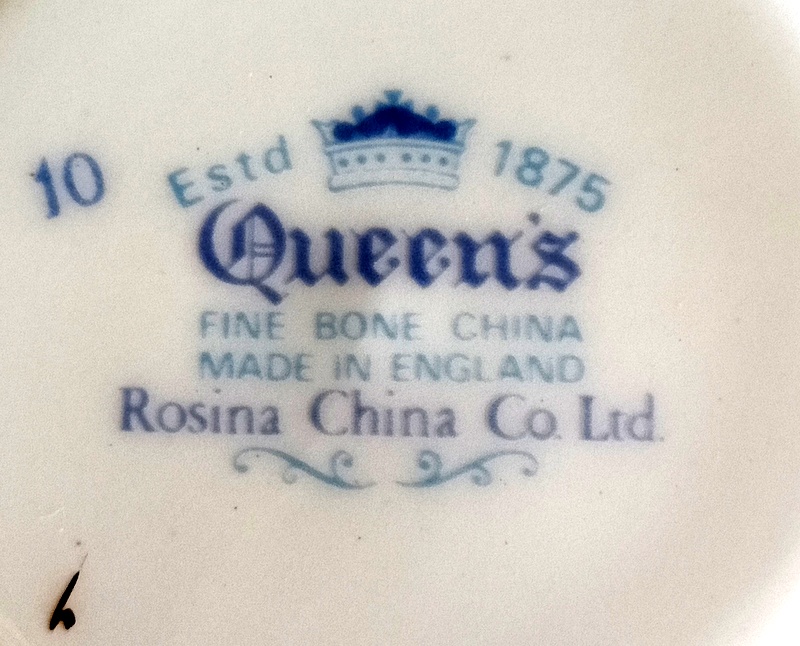 10
Estd 1875
Queen's
FINE BONE CHINA
MADE IN ENGLAND
Rosina China Co. Ltd.
h